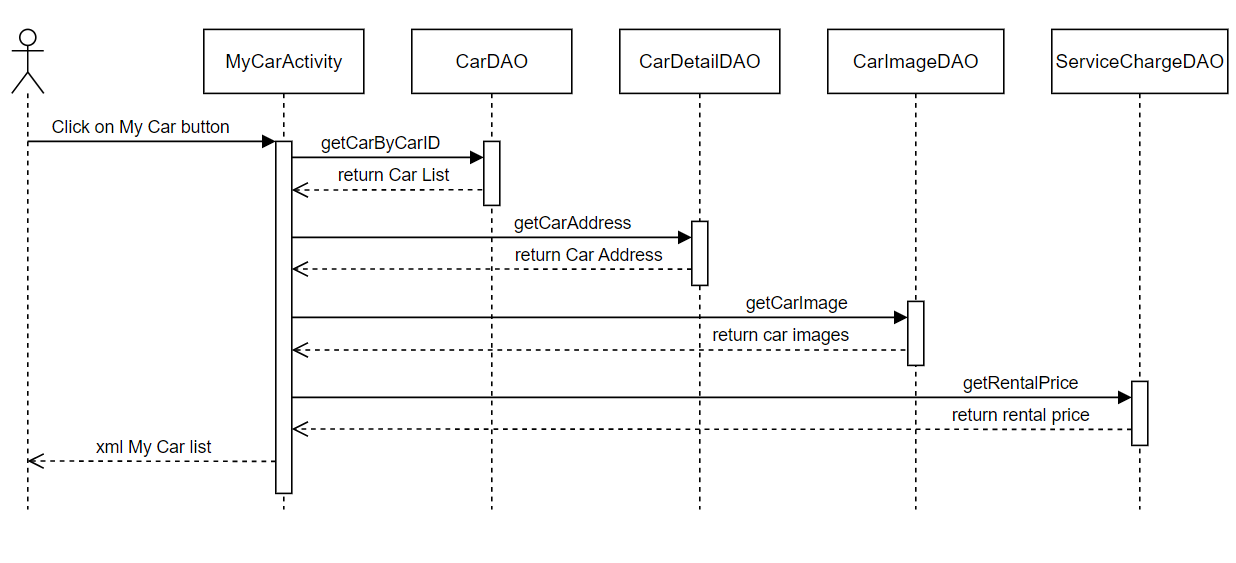 MyCarActivity
CarDAO
CarDetailDAO
CarImageDAO
ServiceChargeDAO
Click on My Car button
getCarByCarID
return Car List
getCarAddress
return Car Address
getCarImage
return car images
getRentalPrice
return rental price
xml My Car list